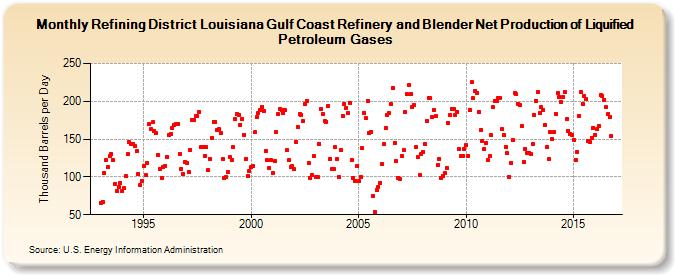 Monthly Refining District Louisiana Gulf Coast Refinery and Blender Net Production of Liquified
Petroleum Gases
Thousand Barrels per Day
250
200
150
100
50
1995
2000
2005
2010
2015
Source: U.S. Energy Information Administration